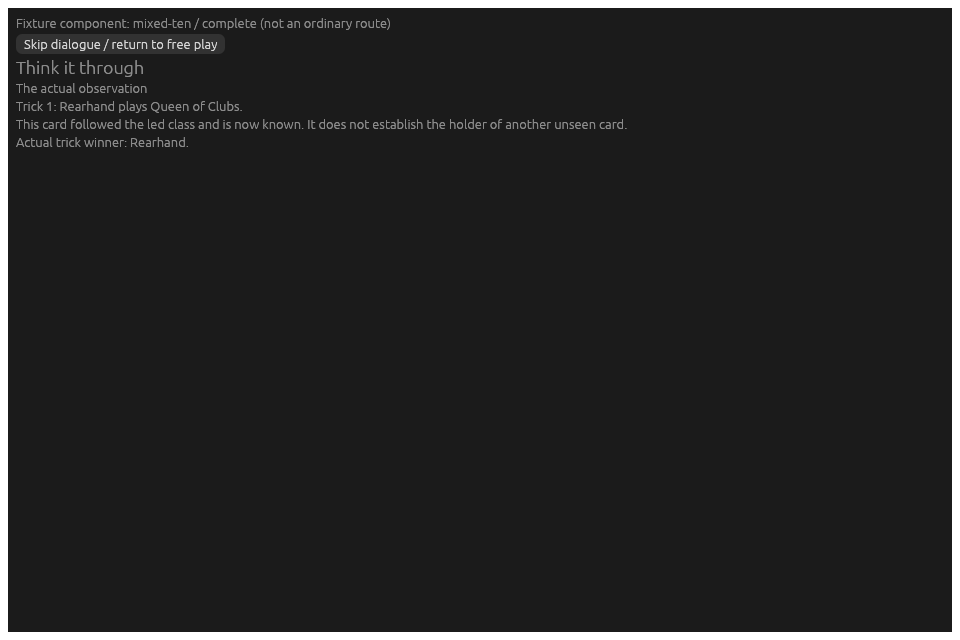 Fixture component: mixed-ten / complete (not an ordinary route)
Skip dialogue / return to free play
Think it through
The actual observation
Trick 1: Rearhand plays Queen of Clubs.
This card followed the led class and is now known. It does not establish the holder of another unseen card.
Actual trick winner: Rearhand.